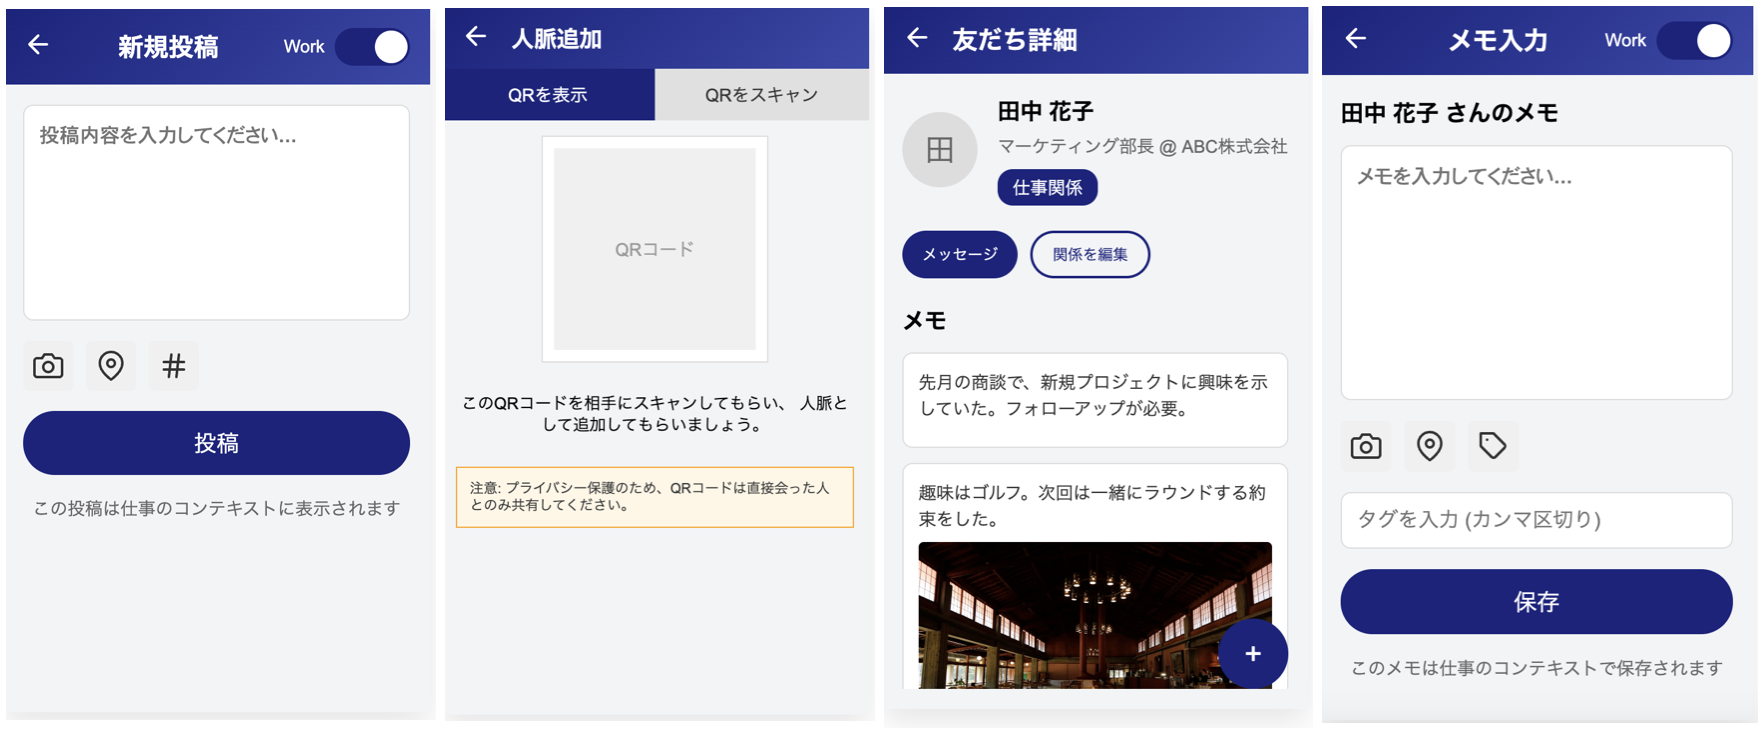 新規投稿
Work
投稿内容を入力してください...
#
投稿
この投稿は仕事のコンテキストに表示されます
人脈追加
QRを表示
QRをスキャン
QRコード
このQRコードを相手にスキャンしてもらい、 人脈と
して追加してもらいましょう。
注意: プライバシー保護のため、QRコードは直接会った人
とのみ共有してください。
友だち詳細
田
田中 花子
マーケティング部長 @ ABC株式会社
仕事関係
メッセージ
関係を編集
メモ
先月の商談で、新規プロジェクトに興味を示
していた。フォローアップが必要。
趣味はゴルフ。次回は一緒にラウンドする約
束をした。
+
メモ入力
Work
田中 花子 さんのメモ
メモを入力してください...
タグを入力 (カンマ区切り)
保存
このメモは仕事のコンテキストで保存されます